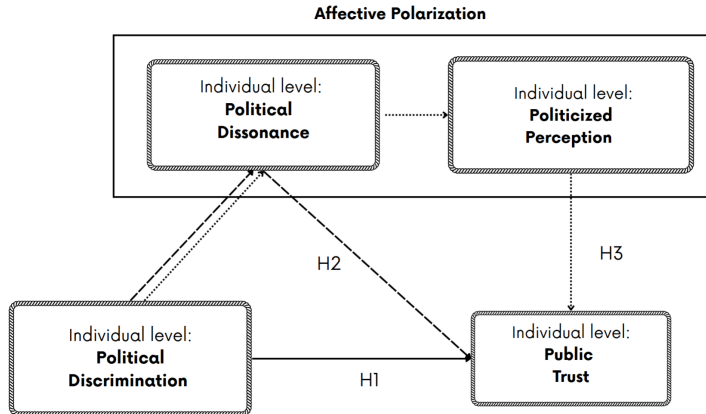 Affective Polarization
Individual level:
Political
Dissonance
Individual level:
Politicized
Perception
H2
H3
Individual level:
Political
Discrimination
H1
Individual level:
Public
Trust